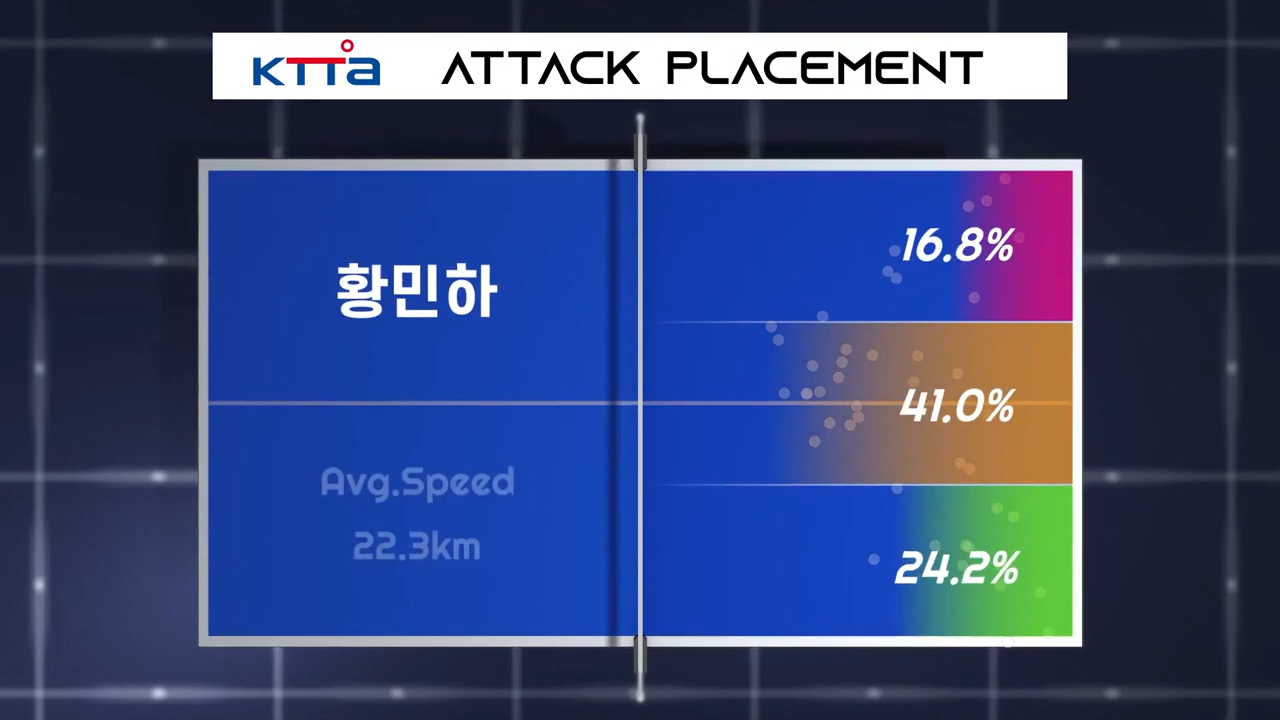 KTTa ATTACK PLACEMENT
황민하
Avg.Speed
22.3km
16.8%
41.0%
24.2%